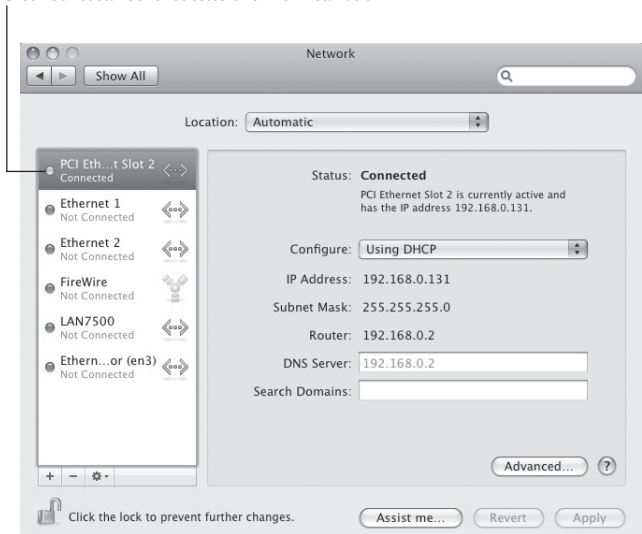 Network
Show All
Location: Automatic
PCI Eth...t Slot 2
Connected
Ethernet 1
Not Connected
Ethernet 2
Not Connected
FireWire
Not Connected
LAN7500
Not Connected
Ethern...or (en3)
Not Connected
Status: Connected
PCI Ethernet Slot 2 is currently active and
has the IP address 192.168.0.131.
Configure: Using DHCP
IP Address: 192.168.0.131
Subnet Mask: 255.255.255.0
Router: 192.168.0.2
DNS Server: 192.168.0.2
Search Domains:
Advanced... ?
+ −
Click the lock to prevent further changes.
Assist me... Revert Apply